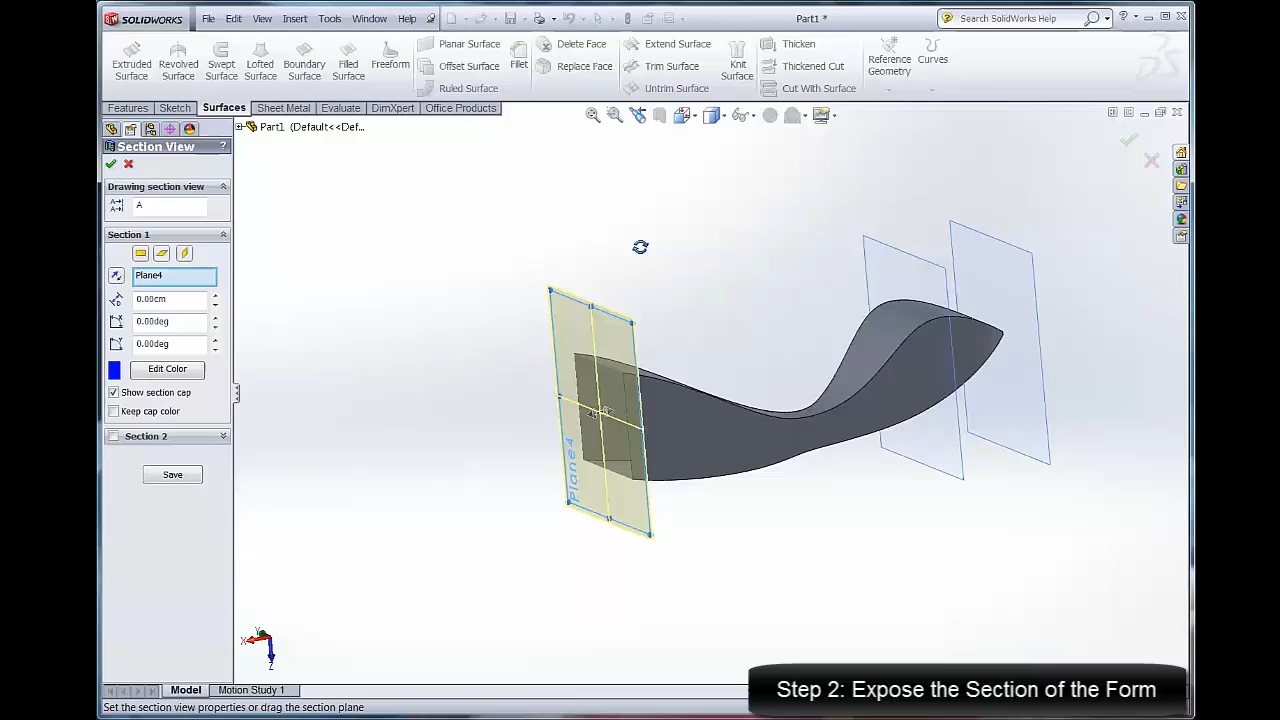 SOLIDWORKS File Edit View Insert Tools Window Help Part1 * Search SolidWorks Help ?
Extruded Surface
Revolved Surface
Swept Surface
Lofted Surface
Boundary Surface
Filled Surface
Freeform
Planar Surface
Offset Surface
Ruled Surface
Fillet
Delete Face
Replace Face
Extend Surface
Trim Surface
Untrim Surface
Knit Surface
Thicken
Thickened Cut
Cut With Surface
Reference Geometry
Curves
Features Sketch Surfaces Sheet Metal Evaluate DimXpert Office Products
Part1 (Default<<Def...
Section View ?
Drawing section view
A
Section 1
Plane4
0.00cm
0.00deg
0.00deg
Edit Color
Show section cap
Keep cap color
Section 2
Save
Plane4
X
Y
Z
Model Motion Study 1
Set the section view properties or drag the section plane
Step 2: Expose the Section of the Form